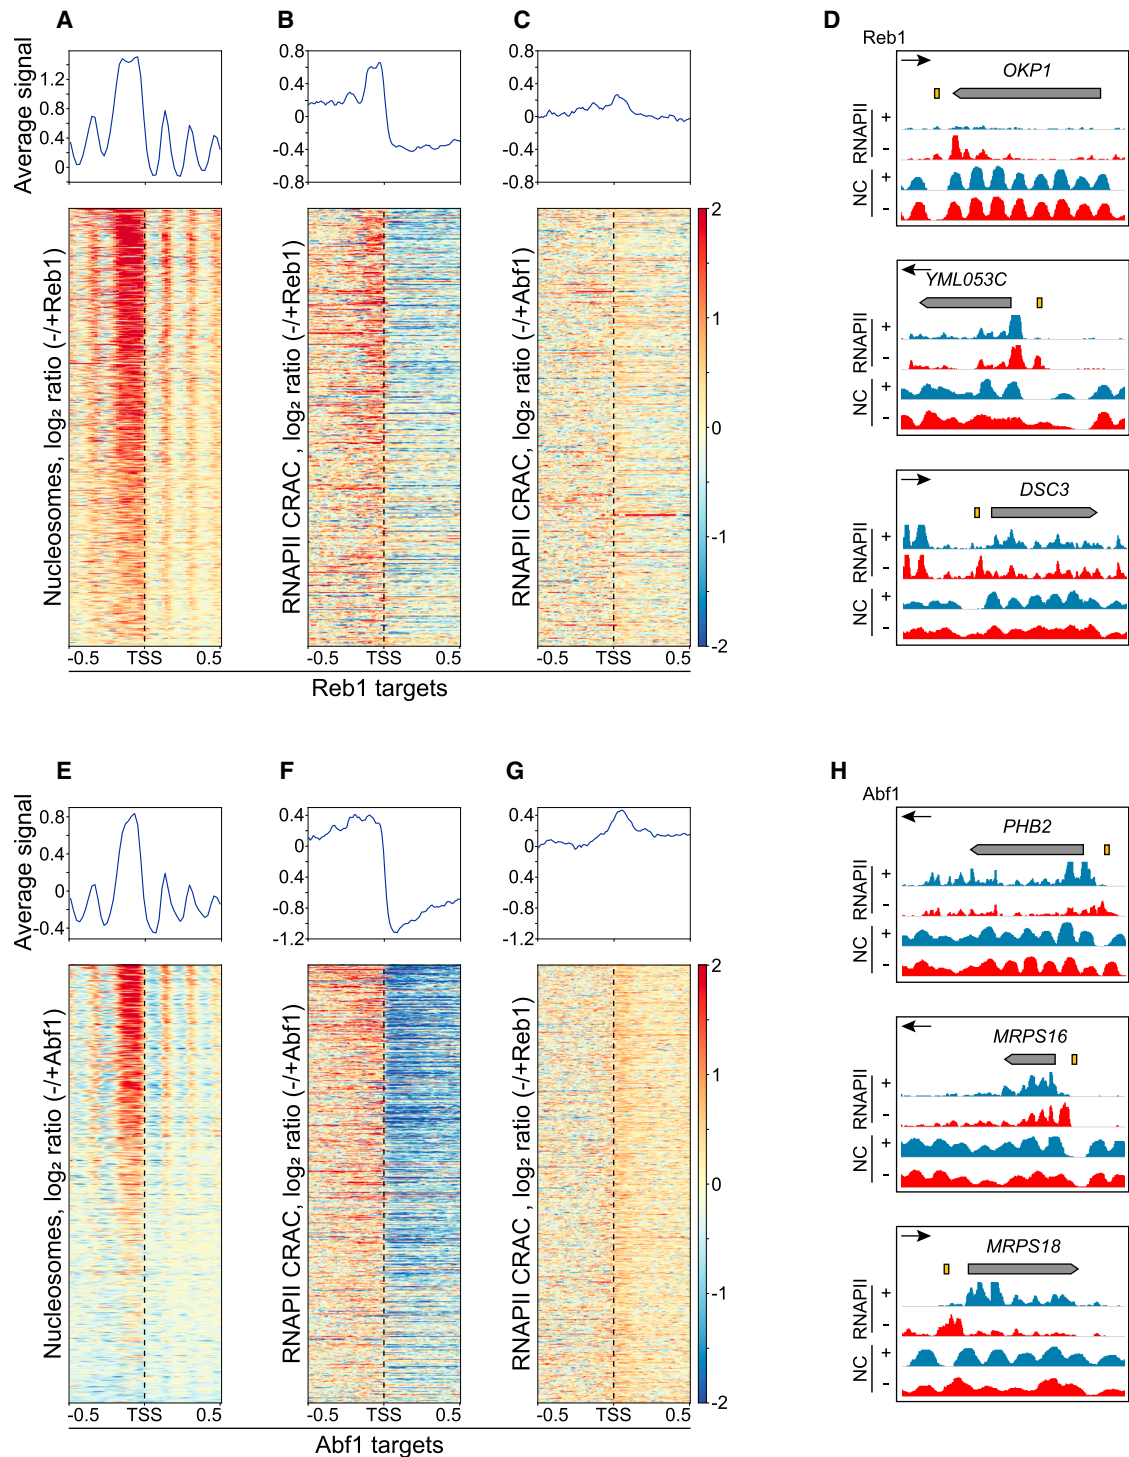 A
B
C
D
Average signal
1.2
0.8
0.4
0
0.8
0.4
0
-0.4
-0.8
0.8
0.4
0
-0.4
-0.8
Nucleosomes, log₂ ratio (-/+Reb1)
RNAPII CRAC , log₂ ratio (-/+Reb1)
RNAPII CRAC, log₂ ratio (-/+Abf1)
2
1
0
-1
-2
-0.5 TSS 0.5
-0.5 TSS 0.5
-0.5 TSS 0.5
Reb1 targets
Reb1
OKP1
RNAPII
+
-
NC
+
-
YML053C
RNAPII
+
-
NC
+
-
DSC3
RNAPII
+
-
NC
+
-
E
F
G
H
Average signal
0.8
0.4
0
-0.4
0.4
0
-0.4
-0.8
-1.2
0.4
0
-0.4
-0.8
-1.2
Nucleosomes, log₂ ratio (-/+Abf1)
RNAPII CRAC , log₂ ratio (-/+Abf1)
RNAPII CRAC , log₂ ratio (-/+Reb1)
2
1
0
-1
-2
-0.5 TSS 0.5
-0.5 TSS 0.5
-0.5 TSS 0.5
Abf1 targets
Abf1
PHB2
RNAPII
+
-
NC
+
-
MRPS16
RNAPII
+
-
NC
+
-
MRPS18
RNAPII
+
-
NC
+
-